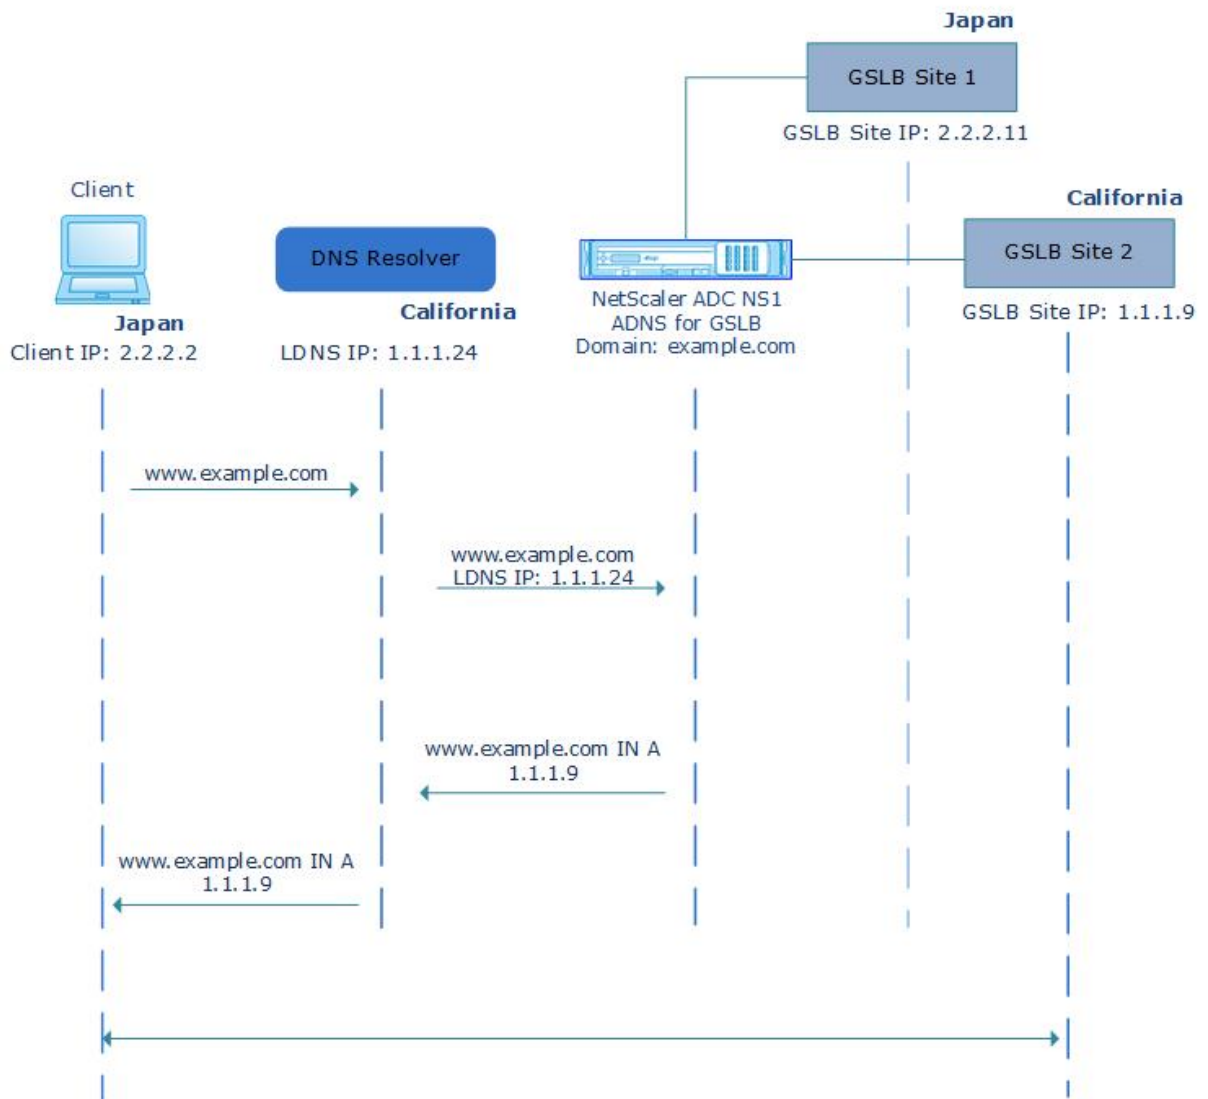 Japan
GSLB Site 1
GSLB Site IP: 2.2.2.11
California
GSLB Site 2
GSLB Site IP: 1.1.1.9
Client
Japan
Client IP: 2.2.2.2
DNS Resolver
California
LDNS IP: 1.1.1.24
NetScaler ADC NS1
ADNS for GSLB
Domain: example.com
www.example.com
www.example.com
LDNS IP: 1.1.1.24
www.example.com IN A
1.1.1.9
www.example.com IN A
1.1.1.9